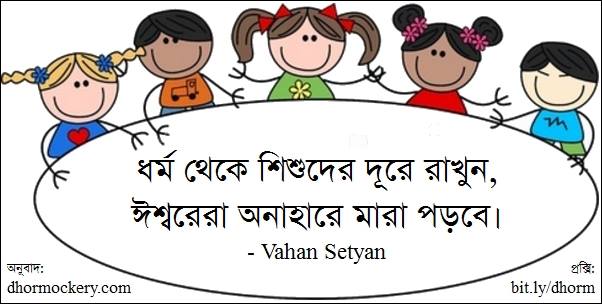 ধর্ম থেকে শিশুদের দূরে রাখুন,
ঈশ্বরেরা অনাহারে মারা পড়বে।
- Vahan Setyan
অনুবাদ:
dhormockery.com
প্রক্সি:
bit.ly/dhorm